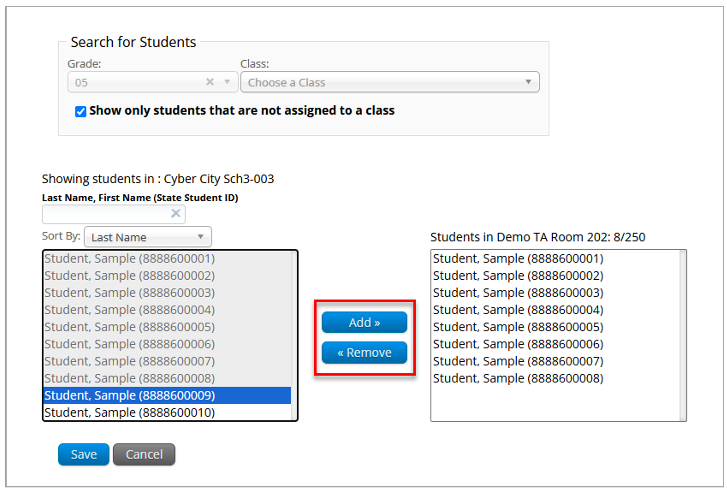 Search for Students
Grade: Class:
05 Choose a Class
Show only students that are not assigned to a class
Showing students in : Cyber City Sch3-003
Last Name, First Name (State Student ID)
Sort By: Last Name
Student, Sample (8888600001)
Student, Sample (8888600002)
Student, Sample (8888600003)
Student, Sample (8888600004)
Student, Sample (8888600005)
Student, Sample (8888600006)
Student, Sample (8888600007)
Student, Sample (8888600008)
Student, Sample (8888600009)
Student, Sample (8888600010)
Add »
« Remove
Students in Demo TA Room 202: 8/250
Student, Sample (8888600001)
Student, Sample (8888600002)
Student, Sample (8888600003)
Student, Sample (8888600004)
Student, Sample (8888600005)
Student, Sample (8888600006)
Student, Sample (8888600007)
Student, Sample (8888600008)
Save Cancel